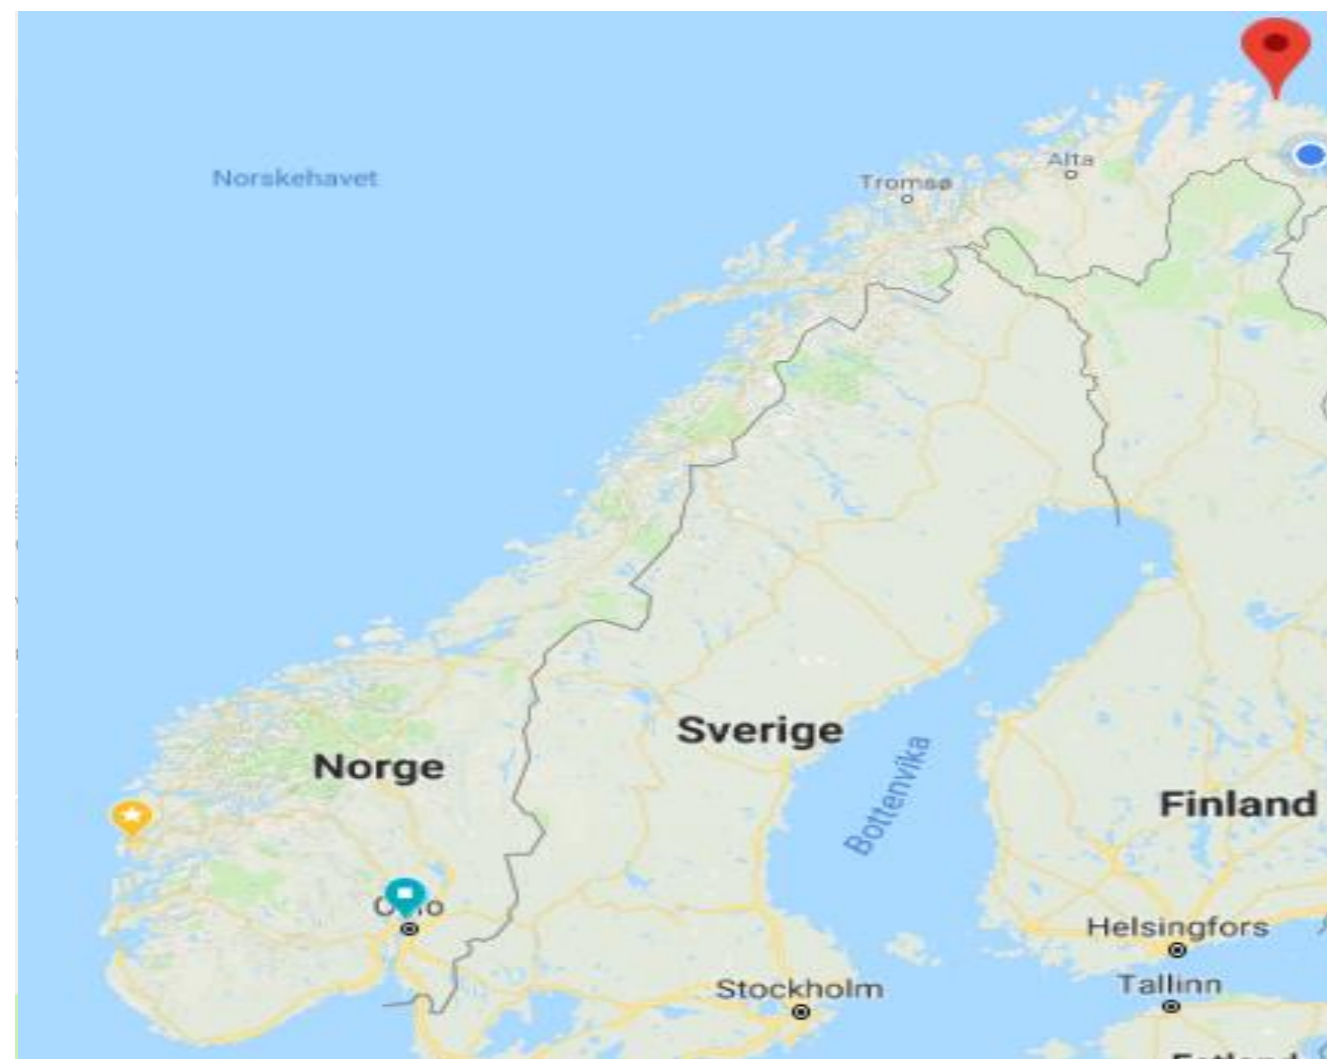 Norskehavet
Alta
Tromsø
Sverige
Norge
Bottenvika
Finland
Helsingfors
Stockholm
Tallinn